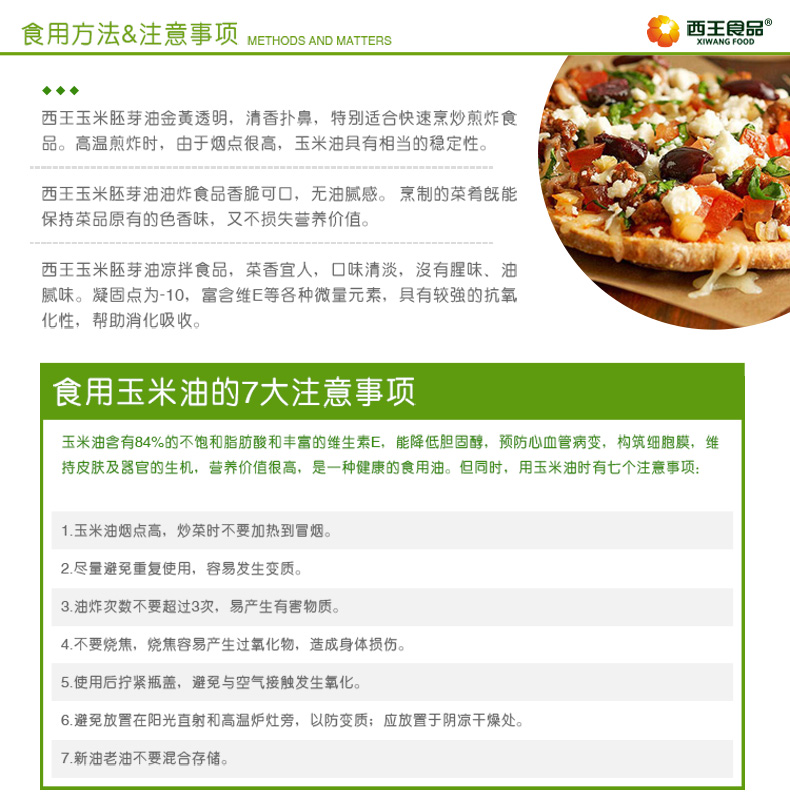 食用方法&注意事项 METHODS AND MATTERS
西王食品®
XIWANG FOOD
西王玉米胚芽油金黄透明，清香扑鼻，特别适合快速烹炒煎炸食
品。高温煎炸时，由于烟点很高，玉米油具有相当的稳定性。
西王玉米胚芽油油炸食品香脆可口，无油腻感。 烹制的菜肴既能
保持菜品原有的色香味，又不损失营养价值。
西王玉米胚芽油凉拌食品，菜香宜人，口味清淡，沒有腥味、油
腻味。凝固点为-10，富含维E等各种微量元素，具有较强的抗氧
化性，帮助消化吸收。
食用玉米油的7大注意事项
玉米油含有84%的不饱和脂肪酸和丰富的维生素E，能降低胆固醇，预防心血管病变，构筑细胞膜，维
持皮肤及器官的生机，营养价值很高，是一种健康的食用油。但同时，用玉米油时有七个注意事项：
1.玉米油烟点高，炒菜时不要加热到冒烟。
2.尽量避免重复使用，容易发生变质。
3.油炸次数不要超过3次，易产生有害物质。
4.不要烧焦，烧焦容易产生过氧化物，造成身体损伤。
5.使用后拧紧瓶盖，避免与空气接触发生氧化。
6.避免放置在阳光直射和高温炉灶旁，以防变质；应放置于阴凉干燥处。
7.新油老油不要混合存储。